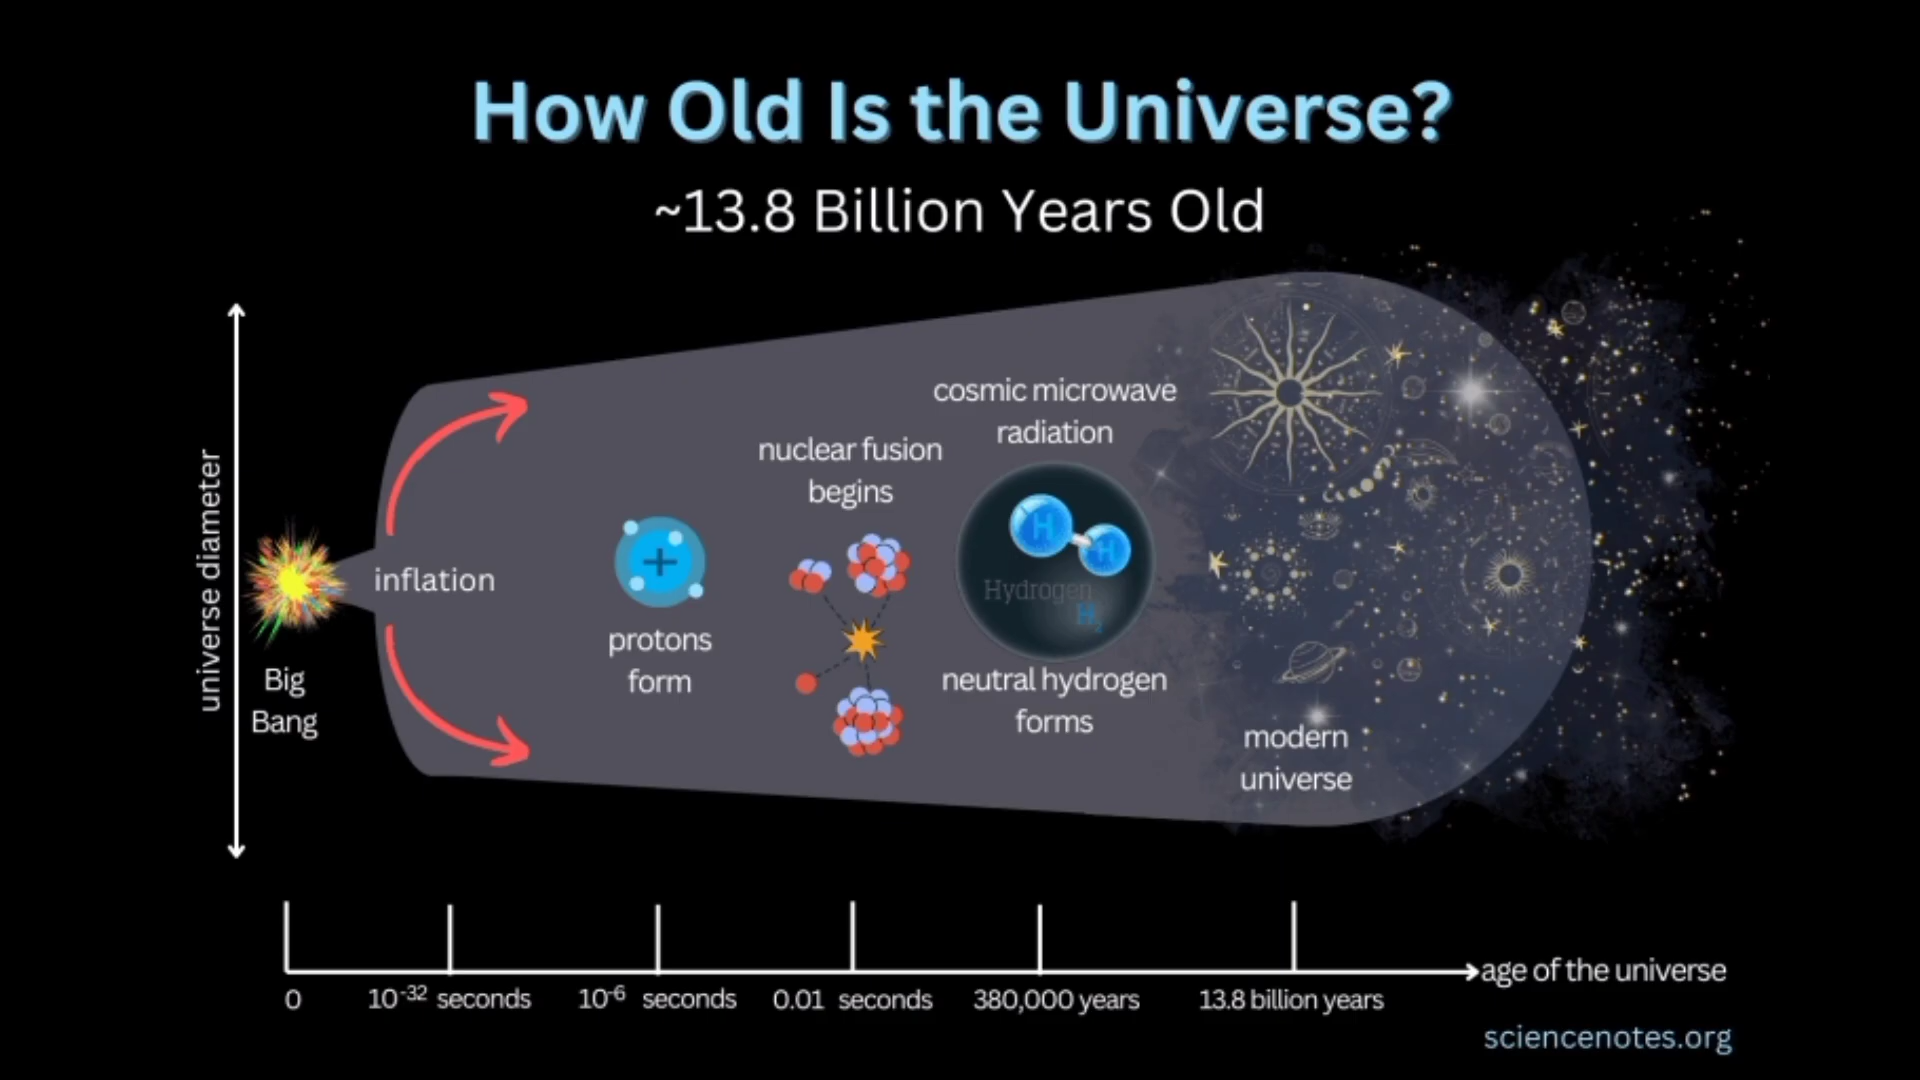 How Old Is the Universe?
~13.8 Billion Years Old
universe diameter
Big
Bang
inflation
protons
form
nuclear fusion
begins
cosmic microwave
radiation
H
H
Hydrogen
H₂
neutral hydrogen
forms
modern
universe
0
10⁻³² seconds
10⁻⁶ seconds
0.01 seconds
380,000 years
13.8 billion years
age of the universe
sciencenotes.org